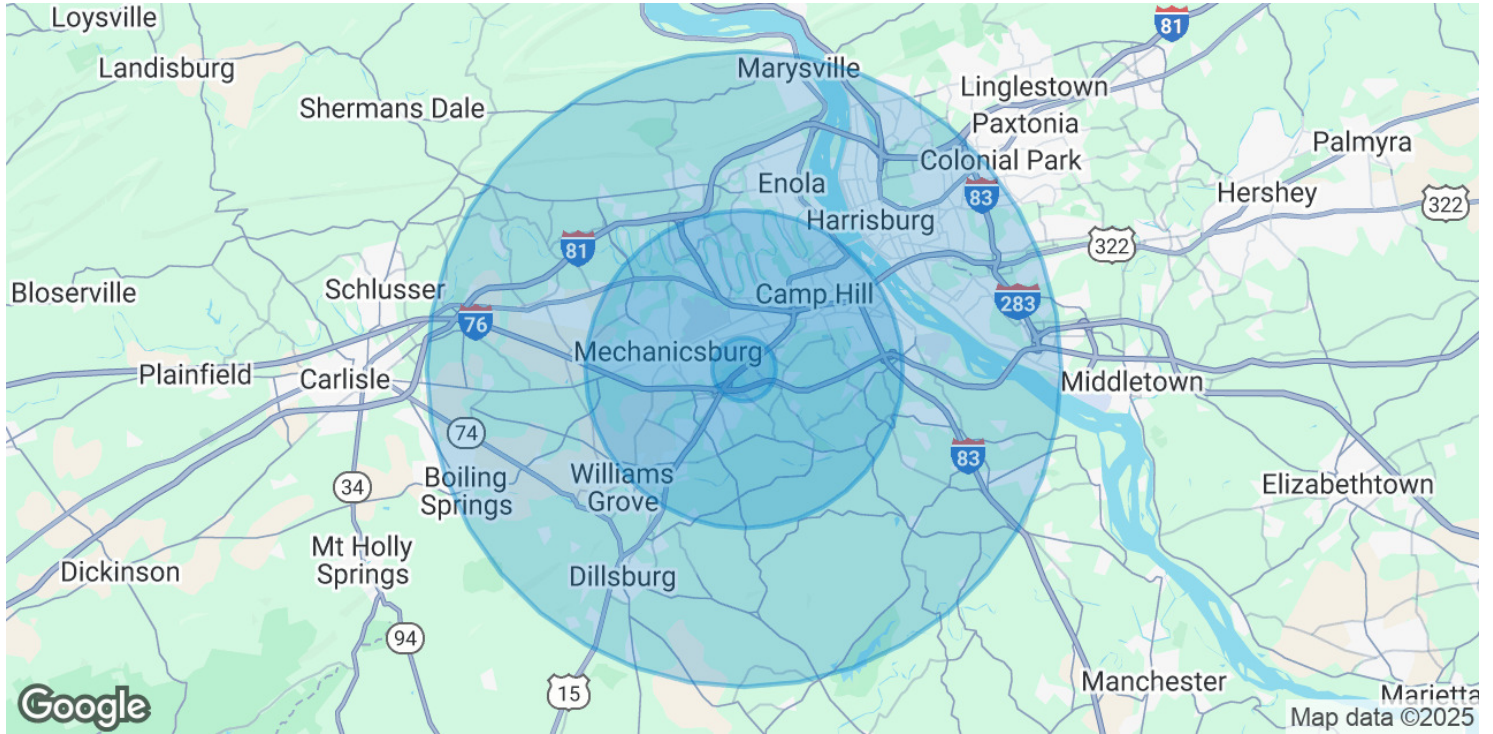 Loysville
81
Landisburg
Marysville
Linglestown
Shermans Dale
Paxtonia
Palmyra
Colonial Park
Enola
83
Hershey
322
Harrisburg
322
81
Bloserville
Schlusser
Camp Hill
283
76
Mechanicsburg
Plainfield
Carlisle
Middletown
74
83
34
Boiling
Springs
Williams
Grove
Elizabethtown
Mt Holly
Springs
Dickinson
Dillsburg
94
15
Manchester
Marietta
Google
Map data ©2025